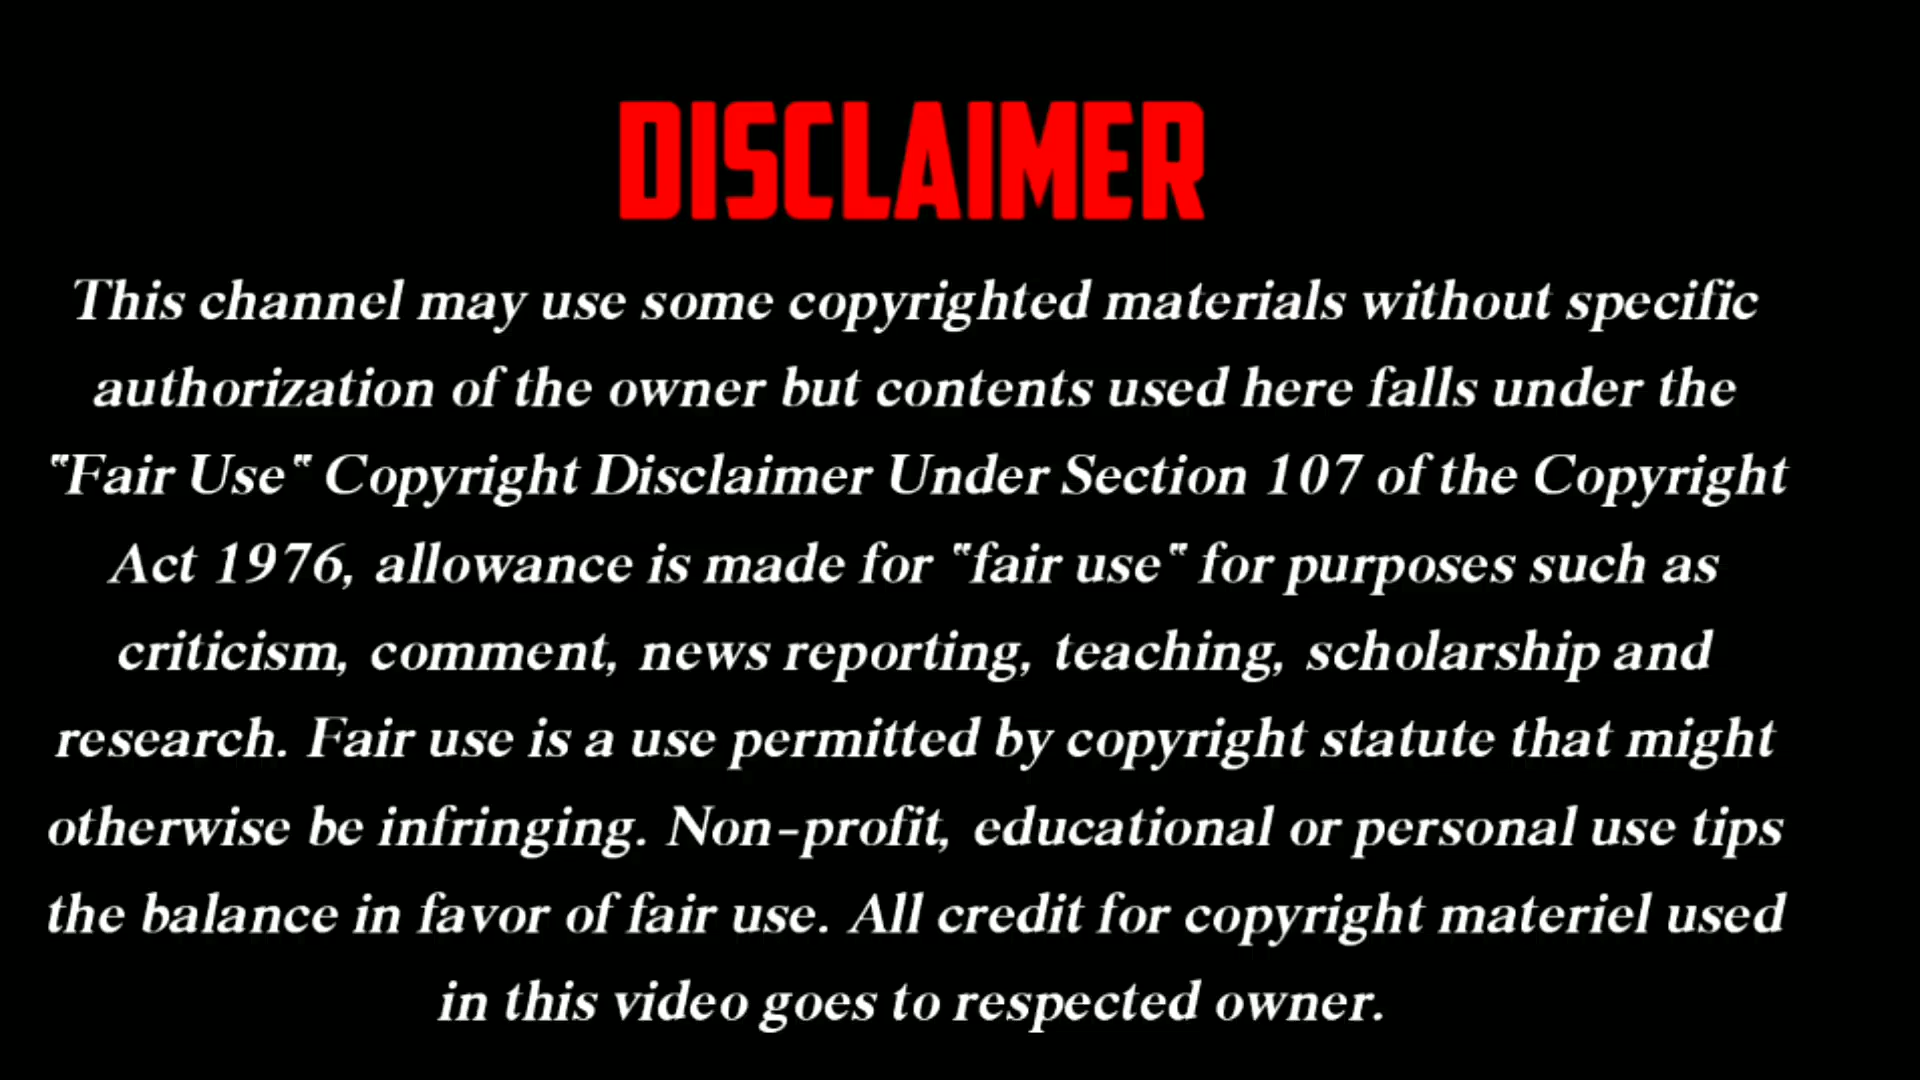 DISCLAIMER
This channel may use some copyrighted materials without specific
authorization of the owner but contents used here falls under the
"Fair Use" Copyright Disclaimer Under Section 107 of the Copyright
Act 1976, allowance is made for "fair use" for purposes such as
criticism, comment, news reporting, teaching, scholarship and
research. Fair use is a use permitted by copyright statute that might
otherwise be infringing. Non-profit, educational or personal use tips
the balance in favor of fair use. All credit for copyright materiel used
in this video goes to respected owner.